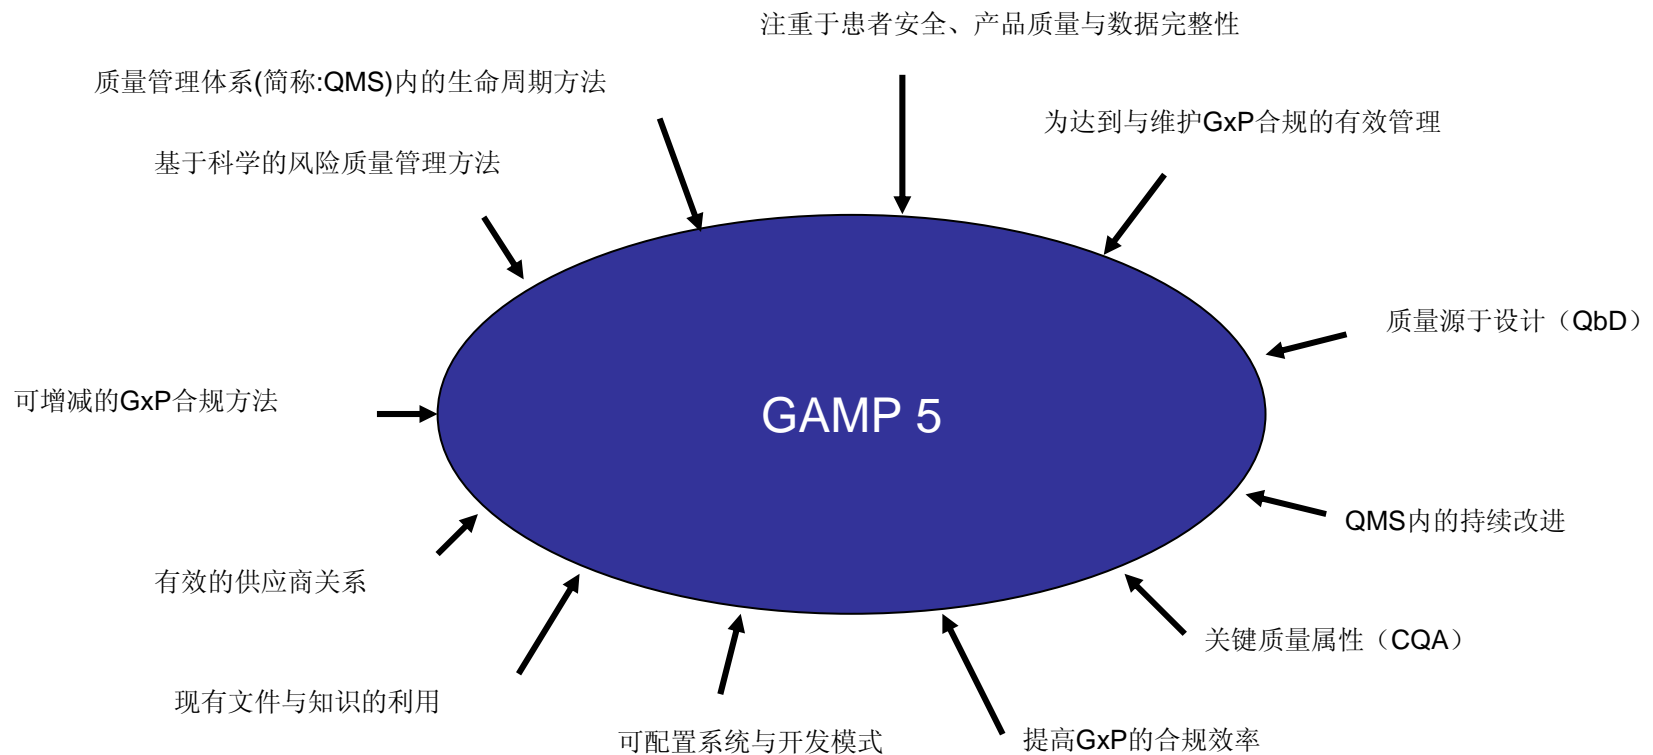 注重于患者安全、产品质量与数据完整性
质量管理体系(简称:QMS)内的生命周期方法
为达到与维护GxP合规的有效管理
基于科学的风险质量管理方法
质量源于设计（QbD）
可增减的GxP合规方法
GAMP 5
QMS内的持续改进
有效的供应商关系
关键质量属性（CQA）
现有文件与知识的利用
可配置系统与开发模式
提高GxP的合规效率